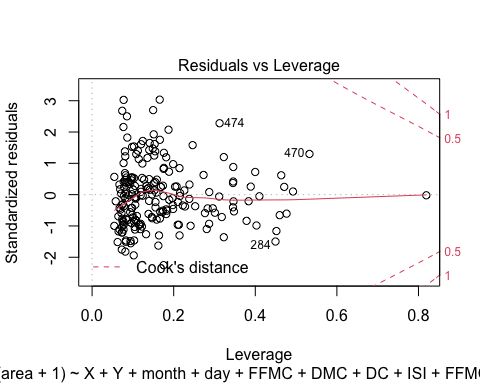 Residuals vs Leverage
Standardized residuals
3
2
1
0
-1
-2
474
470
284
1
0.5
0.5
1
Cook's distance
0.0 0.2 0.4 0.6 0.8
Leverage
(area + 1) ~ X + Y + month + day + FFMC + DMC + DC + ISI + FFM